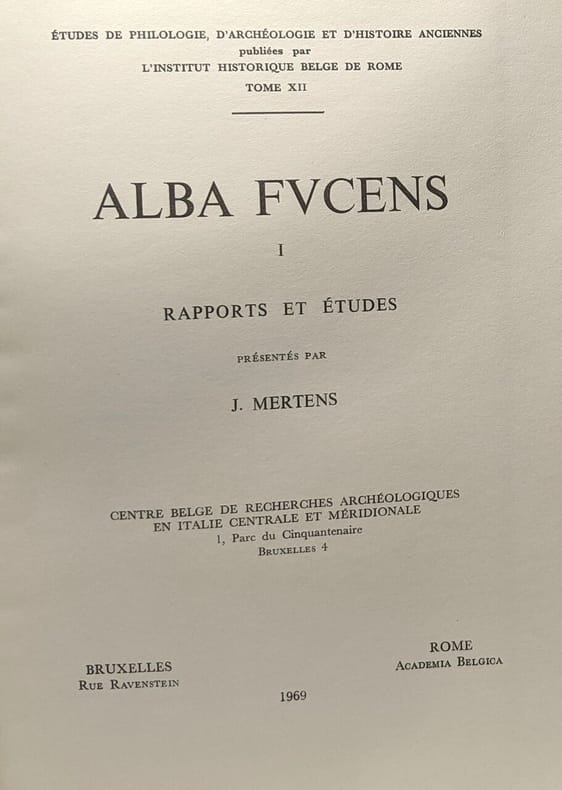 ÉTUDES DE PHILOLOGIE, D'ARCHÉOLOGIE ET D'HISTOIRE ANCIENNES
publiées par
L'INSTITUT HISTORIQUE BELGE DE ROME
TOME XII
ALBA FVCENS
I
RAPPORTS ET ÉTUDES
PRÉSENTÉS PAR
J. MERTENS
CENTRE BELGE DE RECHERCHES ARCHÉOLOGIQUES
EN ITALIE CENTRALE ET MÉRIDIONALE
1, Parc du Cinquantenaire
BRUXELLES 4
BRUXELLES
RUE RAVENSTEIN
ROME
ACADEMIA BELGICA
1969